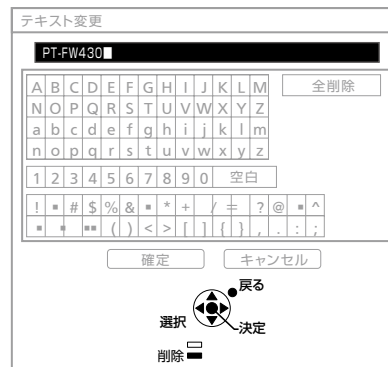 テキスト変更
PT-FW430
A B C D E F G H I J K L M 全削除
N O P Q R S T U V W X Y Z
a b c d e f g h i j k l m
n o p q r s t u v w x y z
1 2 3 4 5 6 7 8 9 0 空白
! # $ % & * + / = ? @ ^
( ) < > [ ] { } , . : ;
確定 キャンセル
戻る
選択
決定
削除